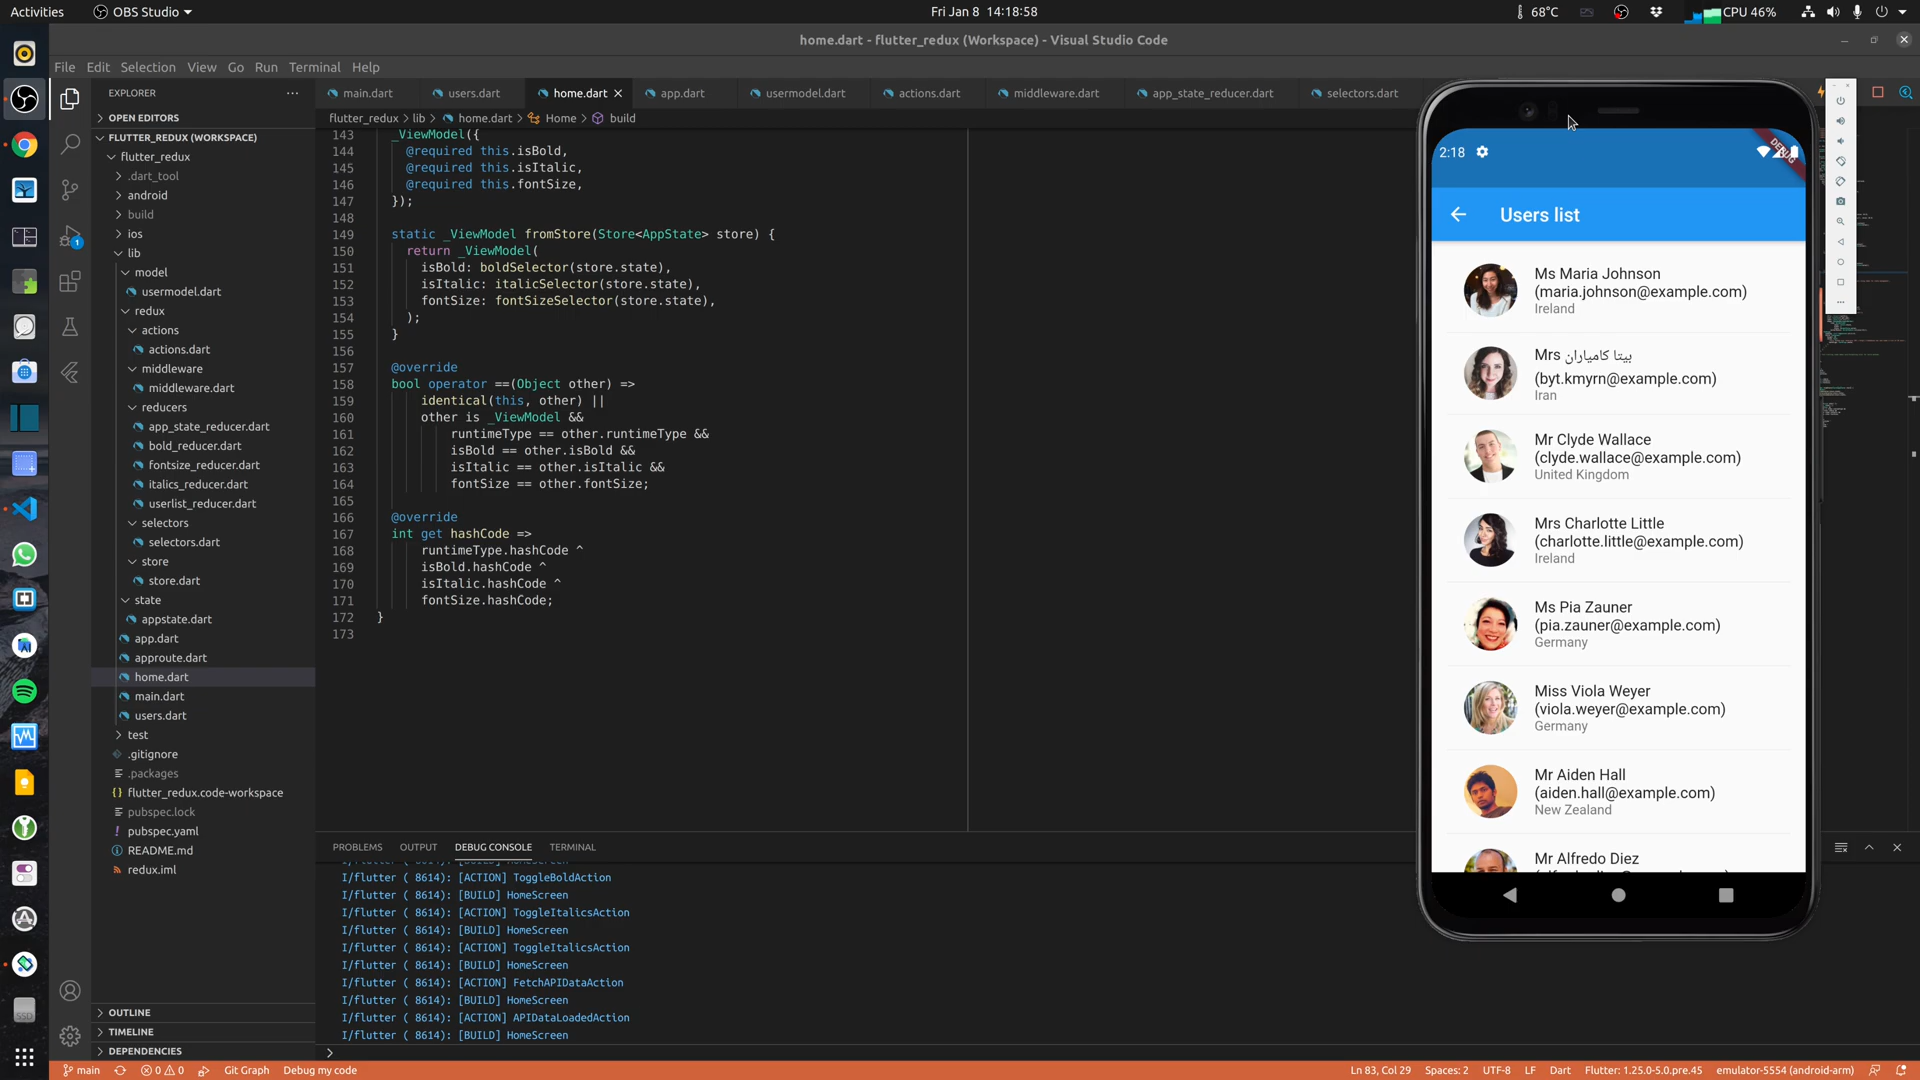 Activities
OBS Studio
Fri Jan 8 14:18:58
68°C
CPU 46%
home.dart - flutter_redux (Workspace) - Visual Studio Code
File Edit Selection View Go Run Terminal Help
EXPLORER
OPEN EDITORS
FLUTTER_REDUX (WORKSPACE)
flutter_redux
.dart_tool
android
build
ios
lib
model
usermodel.dart
redux
actions
actions.dart
middleware
middleware.dart
reducers
app_state_reducer.dart
bold_reducer.dart
fontsize_reducer.dart
italics_reducer.dart
userlist_reducer.dart
selectors
selectors.dart
store
store.dart
state
appstate.dart
app.dart
approute.dart
home.dart
main.dart
users.dart
test
.gitignore
.packages
flutter_redux.code-workspace
pubspec.lock
pubspec.yaml
README.md
redux.iml
OUTLINE
TIMELINE
DEPENDENCIES
1
SSD
main.dart users.dart home.dart app.dart usermodel.dart actions.dart middleware.dart app_state_reducer.dart selectors.dart
flutter_redux > lib > home.dart > Home > build
143 _ViewModel({
144 @required this.isBold,
145 @required this.isItalic,
146 @required this.fontSize,
147 });
148
149 static _ViewModel fromStore(Store<AppState> store) {
150 return _ViewModel(
151 isBold: boldSelector(store.state),
152 isItalic: italicSelector(store.state),
153 fontSize: fontSizeSelector(store.state),
154 );
155 }
156
157 @override
158 bool operator ==(Object other) =>
159 identical(this, other) ||
160 other is _ViewModel &&
161 runtimeType == other.runtimeType &&
162 isBold == other.isBold &&
163 isItalic == other.isItalic &&
164 fontSize == other.fontSize;
165
166 @override
167 int get hashCode =>
168 runtimeType.hashCode ^
169 isBold.hashCode ^
170 isItalic.hashCode ^
171 fontSize.hashCode;
172 }
173
PROBLEMS OUTPUT DEBUG CONSOLE TERMINAL
I/flutter ( 8614): [BUILD] HomeScreen
I/flutter ( 8614): [ACTION] ToggleBoldAction
I/flutter ( 8614): [BUILD] HomeScreen
I/flutter ( 8614): [ACTION] ToggleItalicsAction
I/flutter ( 8614): [BUILD] HomeScreen
I/flutter ( 8614): [ACTION] ToggleItalicsAction
I/flutter ( 8614): [BUILD] HomeScreen
I/flutter ( 8614): [ACTION] FetchAPIDataAction
I/flutter ( 8614): [BUILD] HomeScreen
I/flutter ( 8614): [ACTION] APIDataLoadedAction
I/flutter ( 8614): [BUILD] HomeScreen
2:18
DEBUG
Users list
Ms Maria Johnson
(maria.johnson@example.com)
Ireland
Mrs بیتا کامیاران
(byt.kmyrn@example.com)
Iran
Mr Clyde Wallace
(clyde.wallace@example.com)
United Kingdom
Mrs Charlotte Little
(charlotte.little@example.com)
Ireland
Ms Pia Zauner
(pia.zauner@example.com)
Germany
Miss Viola Weyer
(viola.weyer@example.com)
Germany
Mr Aiden Hall
(aiden.hall@example.com)
New Zealand
Mr Alfredo Diez
main 0 0 Git Graph Debug my code Ln 83, Col 29 Spaces: 2 UTF-8 LF Dart Flutter: 1.25.0-5.0.pre.45 emulator-5554 (android-arm)